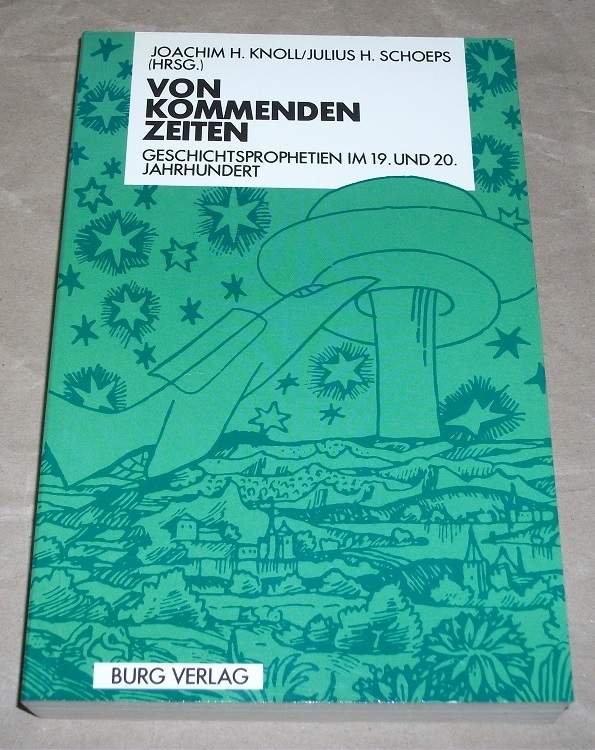 JOACHIM H. KNOLL/JULIUS H. SCHOEPS
(HRSG.)
VON
KOMMENDEN
ZEITEN
GESCHICHTSPROPHETIEN IM 19. UND 20.
JAHRHUNDERT
BURG VERLAG